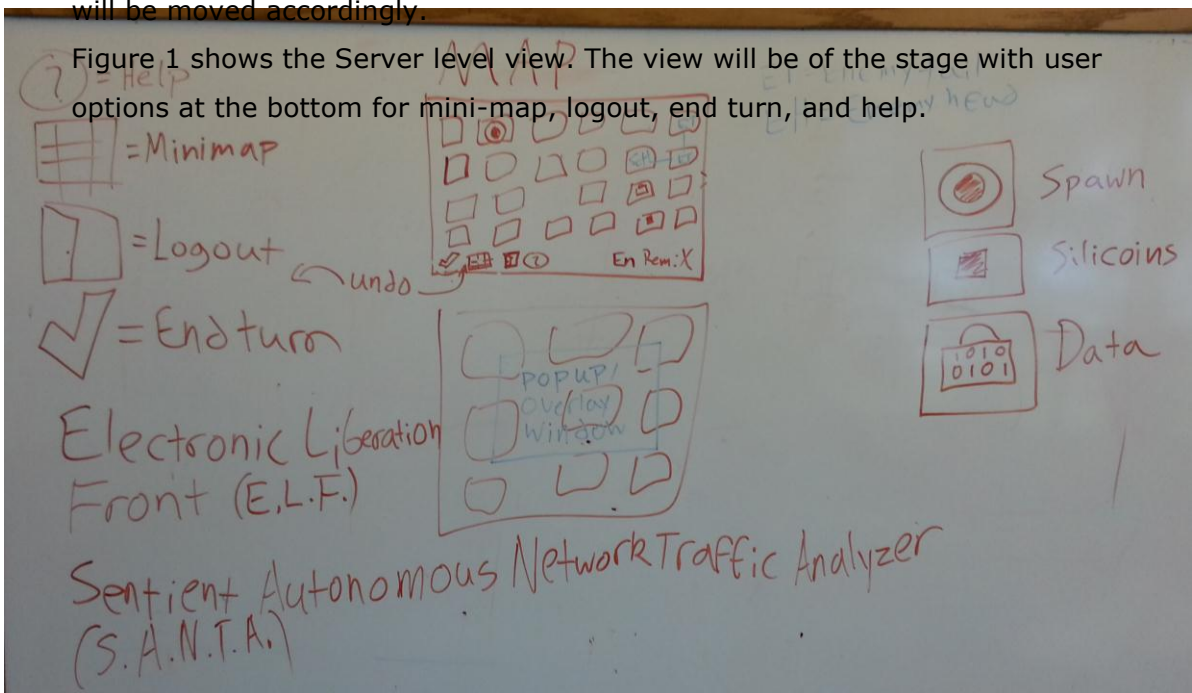 will be moved accordingly.
Figure 1 shows the Server level view. The view will be of the stage with user
options at the bottom for mini-map, logout, end turn, and help.
MAP
? = Help
= Minimap
= Logout
undo
= End turn
En Rem: X
? 
EH
Popup/
Overlay
Window
Spawn
Silicoins
1010
0101
Data
Electronic Liberation
Front (E.L.F.)
Sentient Autonomous Network Traffic Analyzer
(S.A.N.T.A.)